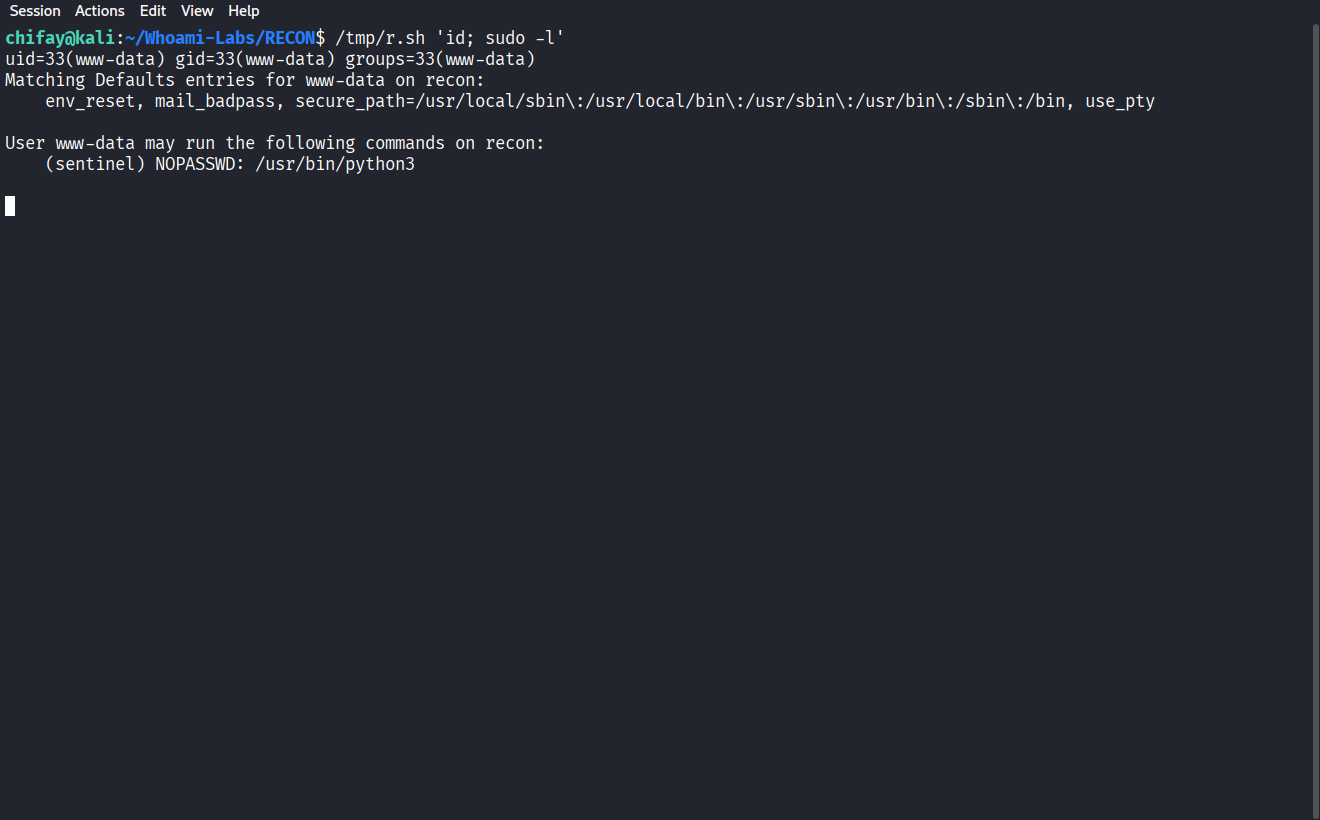 Session Actions Edit View Help
chifay@kali:~/Whoami-Labs/RECON$ /tmp/r.sh 'id; sudo -l'
uid=33(www-data) gid=33(www-data) groups=33(www-data)
Matching Defaults entries for www-data on recon:
    env_reset, mail_badpass, secure_path=/usr/local/sbin\:/usr/local/bin\:/usr/sbin\:/usr/bin\:/sbin\:/bin, use_pty
User www-data may run the following commands on recon:
    (sentinel) NOPASSWD: /usr/bin/python3